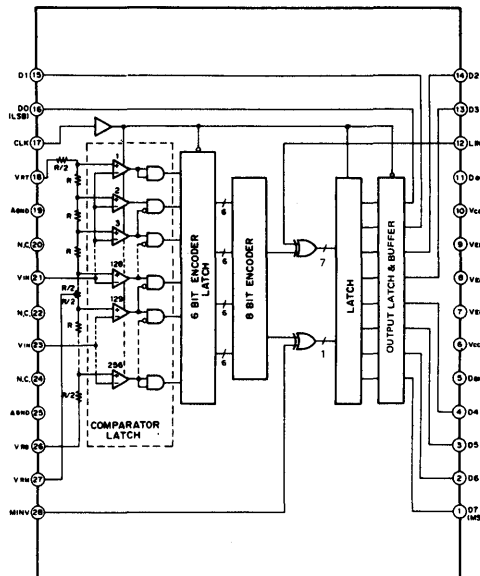 D1 15
D0 16
(LSB)
CLK 17
VRT 18
AGND 19
N.C. 20
VIN 21
N.C. 22
VIN 23
N.C. 24
AGND 25
VRB 26
VRM 27
MINV 28
R/2
R
R
R
R/2
R/2
R
R/2
1
2
3
128
129
256
COMPARATOR
LATCH
6 BIT ENCODER
LATCH
6
6
6
6
8 BIT ENCODER
7
1
LATCH
OUTPUT LATCH & BUFFER
14 D2
13 D3
12 LIN
11
10 VCC
9
8
7
6 VCC
5
4 D4
3 D5
2 D6
1 D7
(MS